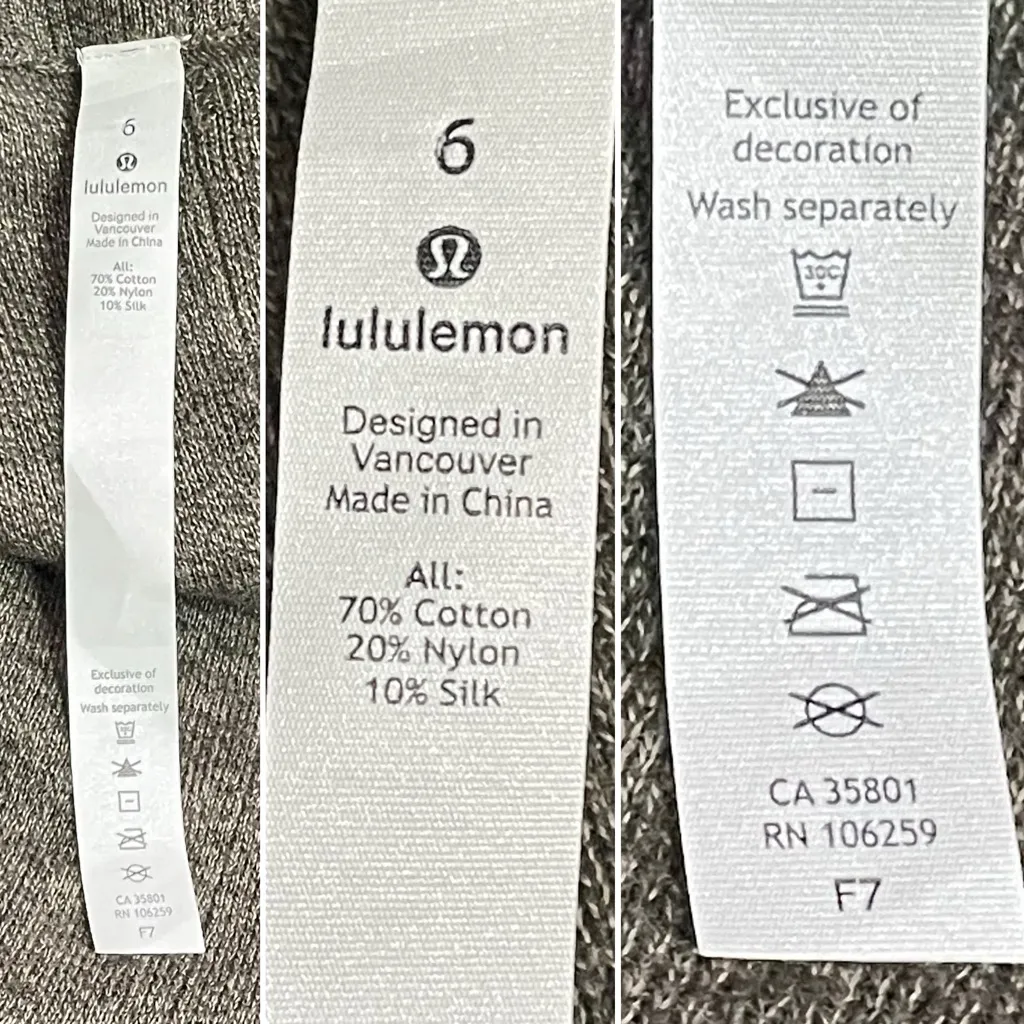 6
lululemon
Designed in
Vancouver
Made in China
All:
70% Cotton
20% Nylon
10% Silk
Exclusive of
decoration
Wash separately
CA 35801
RN 106259
F7
6
lululemon
Designed in
Vancouver
Made in China
All:
70% Cotton
20% Nylon
10% Silk
Exclusive of
decoration
Wash separately
30C
CA 35801
RN 106259
F7